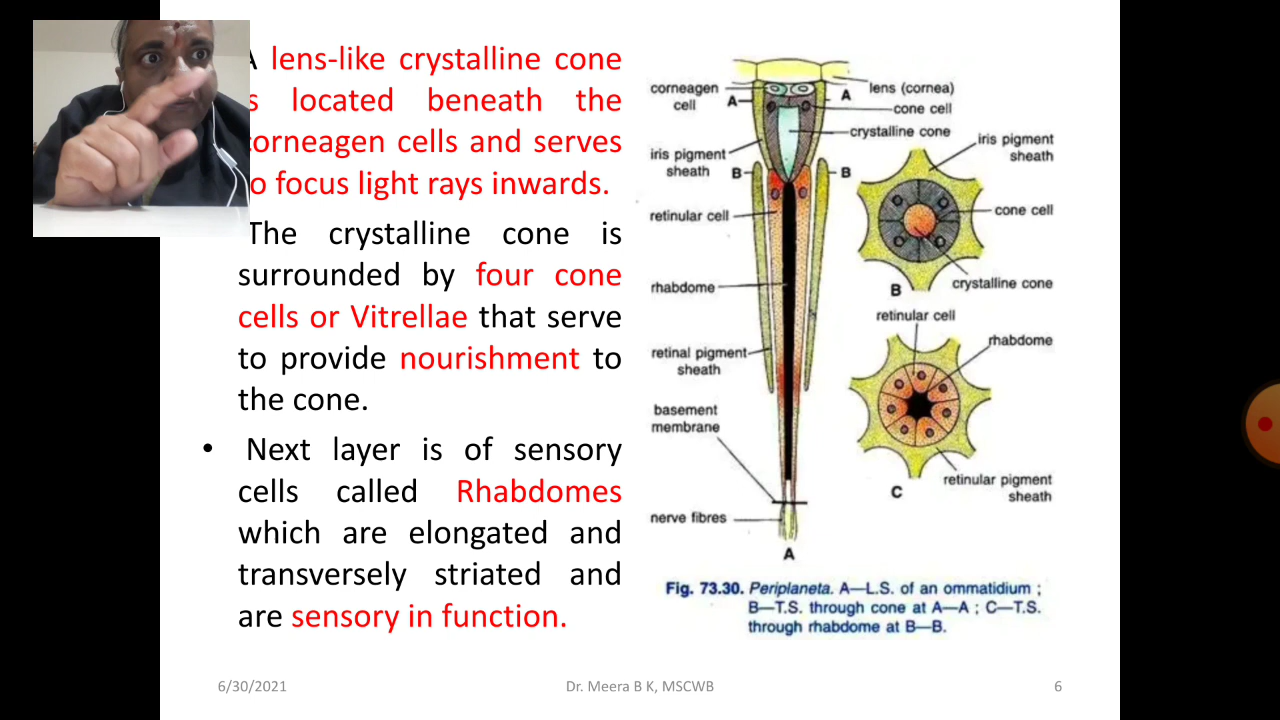 lens-like crystalline cone
located beneath the
corneagen cells and serves
focus light rays inwards.
The crystalline cone is
surrounded by four cone
cells or Vitrellae that serve
to provide nourishment to
the cone.
• Next layer is of sensory
cells called Rhabdomes
which are elongated and
transversely striated and
are sensory in function.
corneagen cell
lens (cornea)
A
A
cone cell
crystalline cone
iris pigment sheath
B
B
retinular cell
rhabdome
retinal pigment sheath
basement membrane
nerve fibres
A
iris pigment sheath
cone cell
crystalline cone
B
retinular cell
rhabdome
retinular pigment sheath
C
Fig. 73.30. Periplaneta. A—L.S. of an ommatidium ;
B—T.S. through cone at A—A ; C—T.S.
through rhabdome at B—B.
6/30/2021
Dr. Meera B K, MSCWB
6